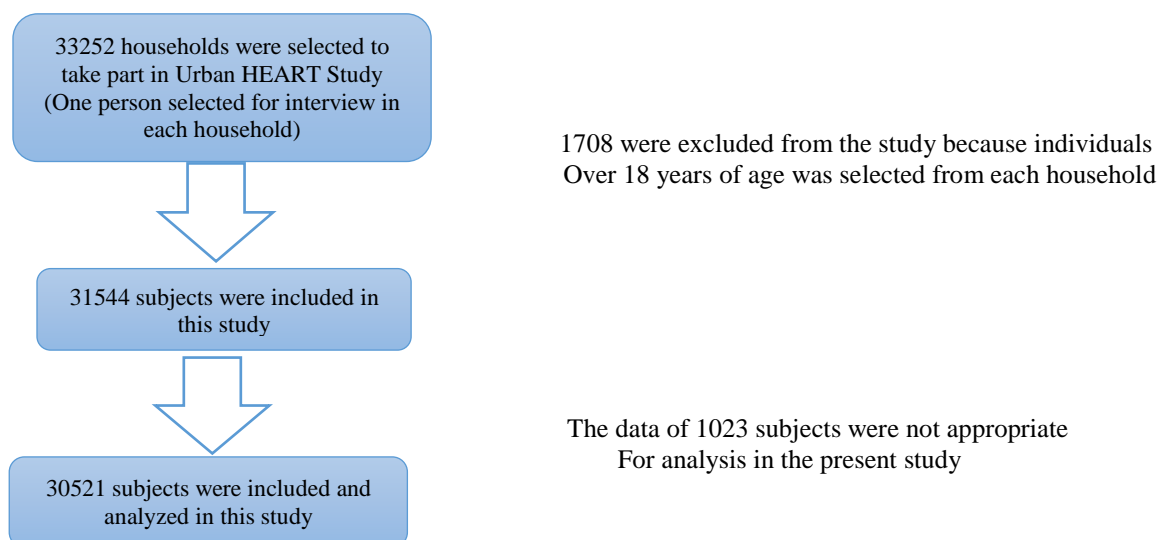 33252 households were selected to
take part in Urban HEART Study
(One person selected for interview in
each household)
1708 were excluded from the study because individuals
Over 18 years of age was selected from each household
31544 subjects were included in
this study
The data of 1023 subjects were not appropriate
For analysis in the present study
30521 subjects were included and
analyzed in this study